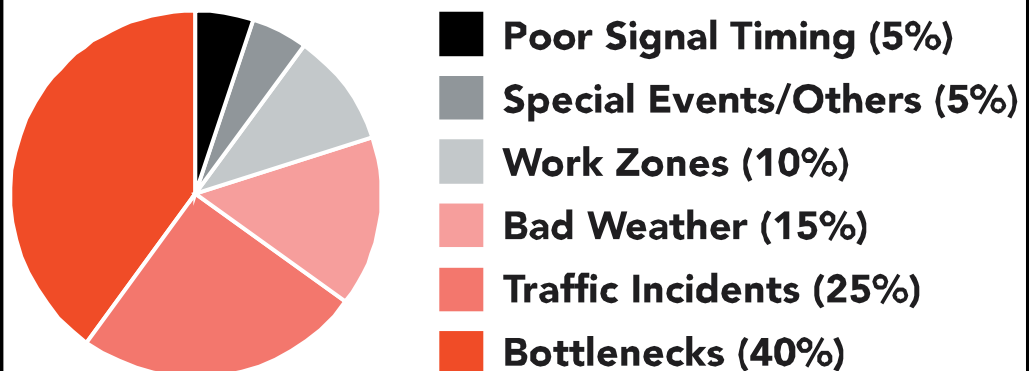 Poor Signal Timing (5%)
Special Events/Others (5%)
Work Zones (10%)
Bad Weather (15%)
Traffic Incidents (25%)
Bottlenecks (40%)